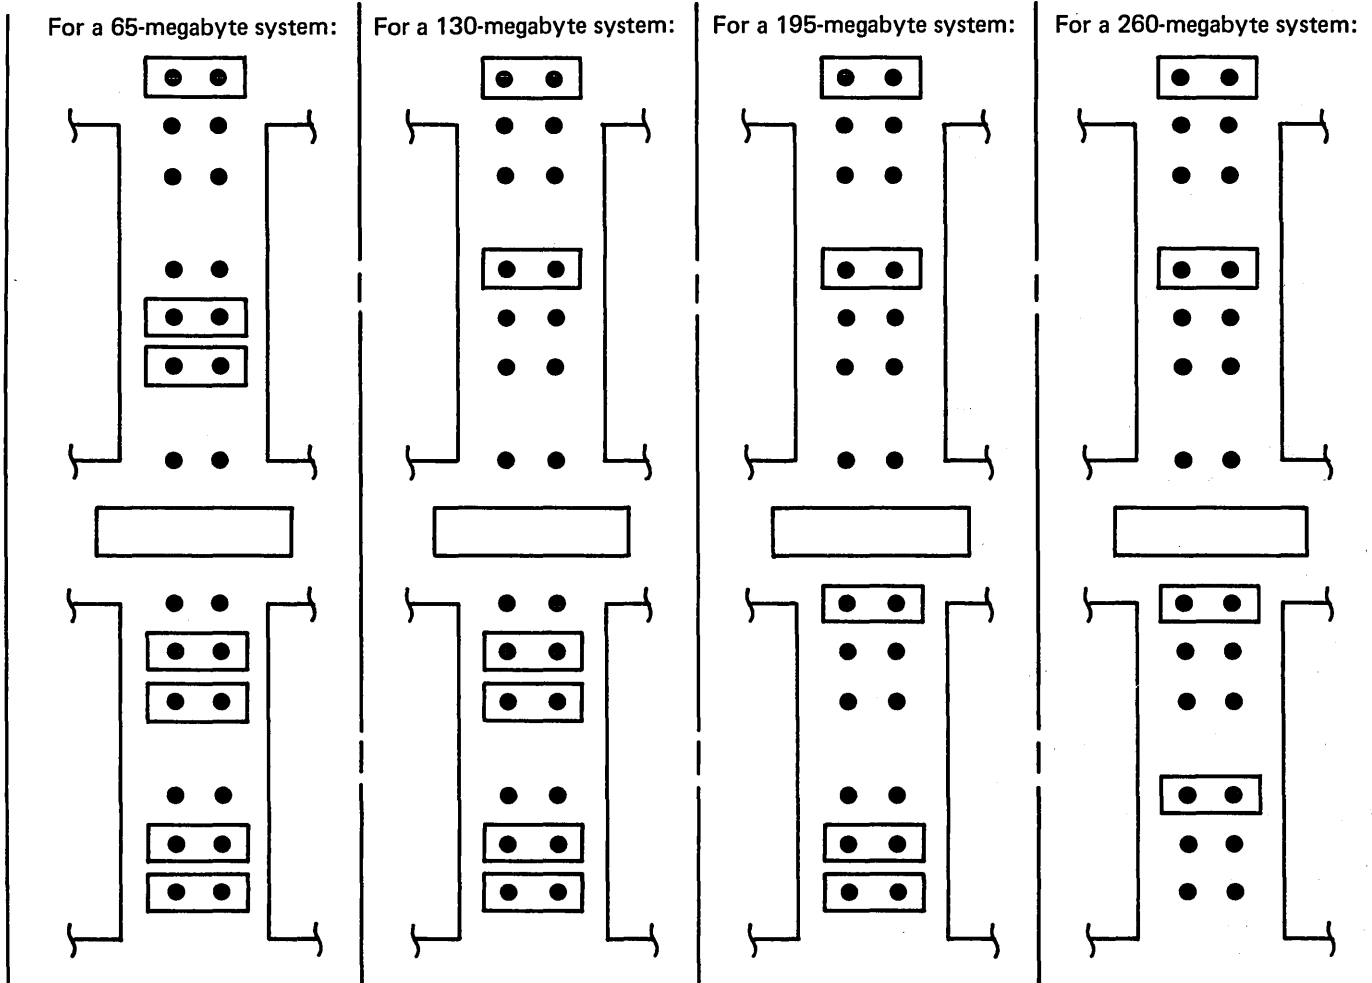 For a 65-megabyte system:
For a 130-megabyte system:
For a 195-megabyte system:
For a 260-megabyte system: